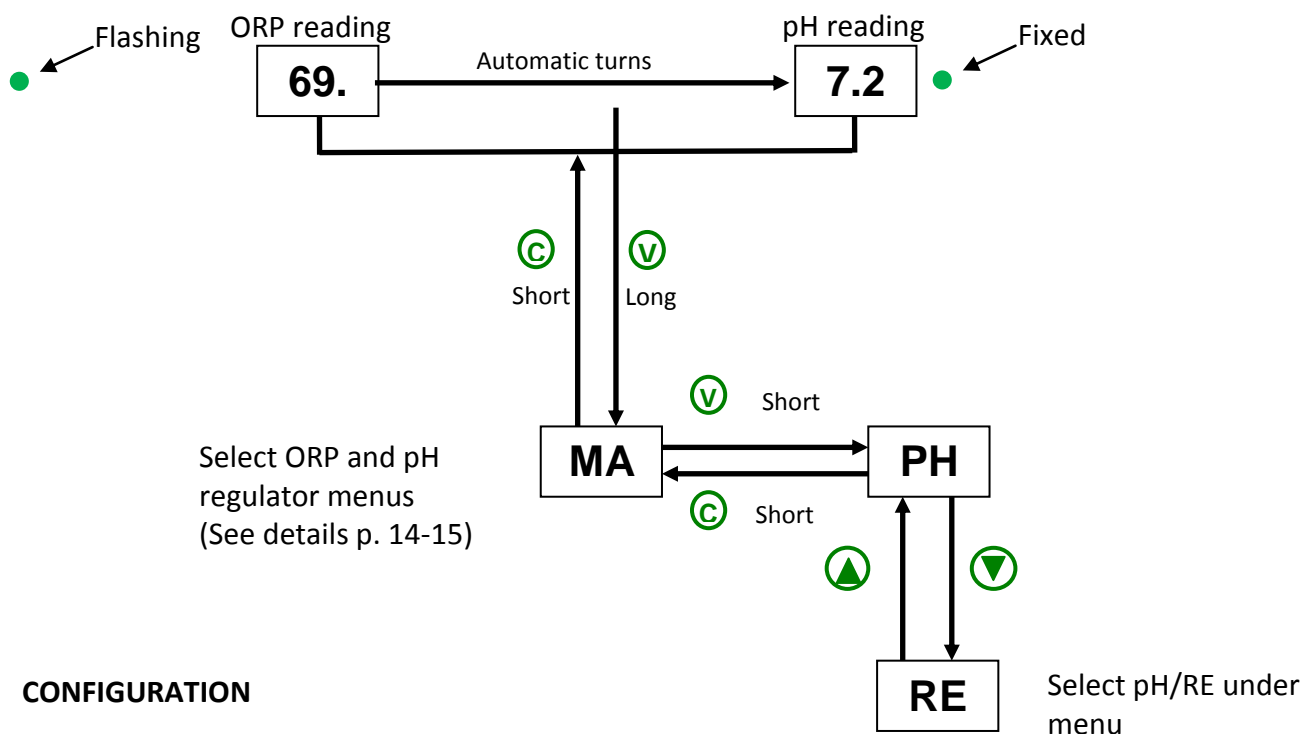 Flashing
ORP reading
pH reading
Fixed
69.
Automatic turns
7.2
C
V
Short
Long
V
Short
Select ORP and pH
regulator menus
(See details p. 14-15)
MA
PH
C
Short
CONFIGURATION
RE
Select pH/RE under
menu